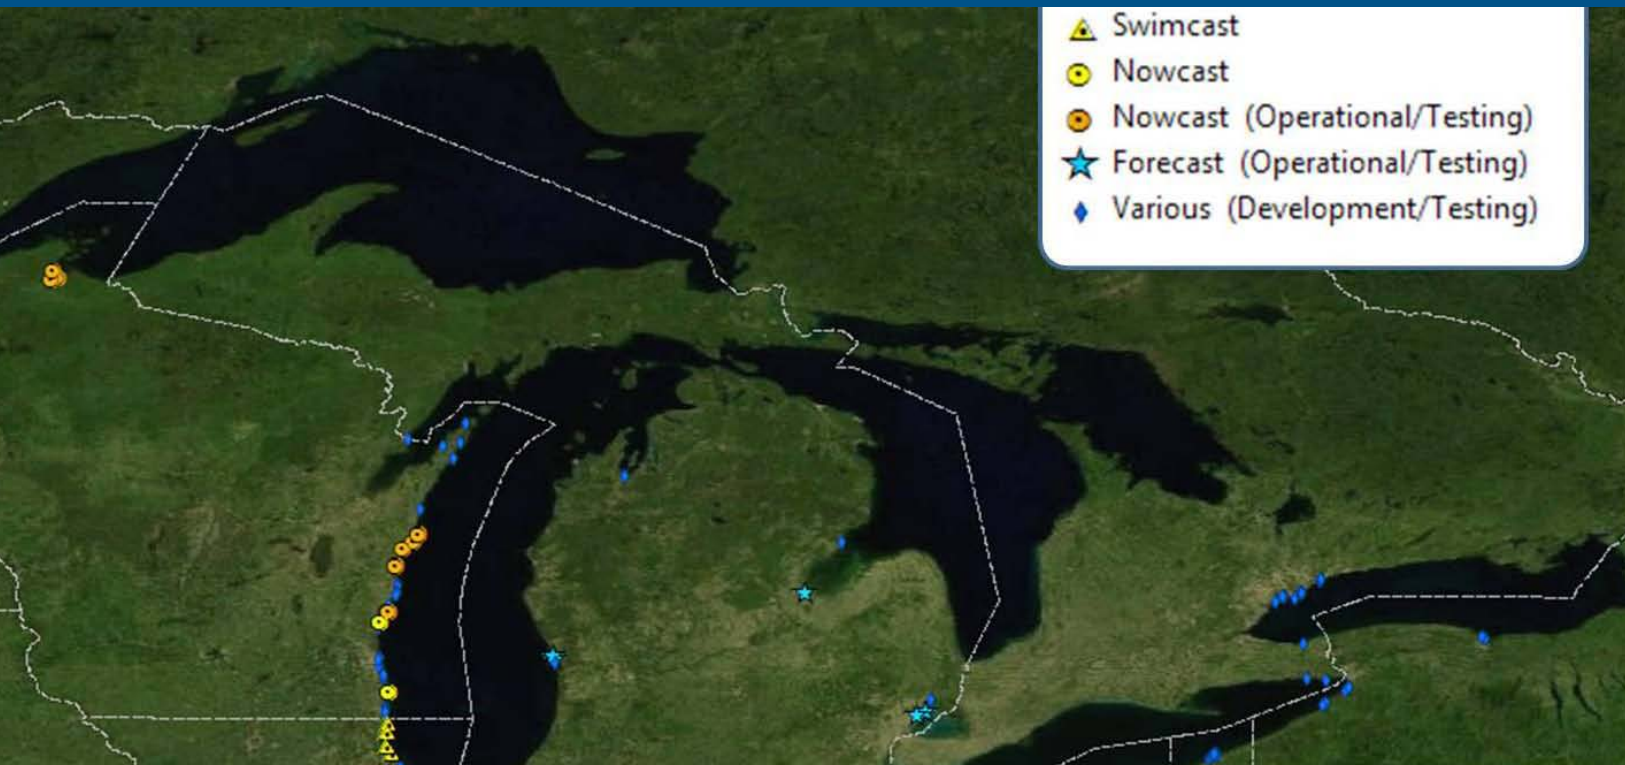 Swimcast
Nowcast
Nowcast (Operational/Testing)
Forecast (Operational/Testing)
Various (Development/Testing)